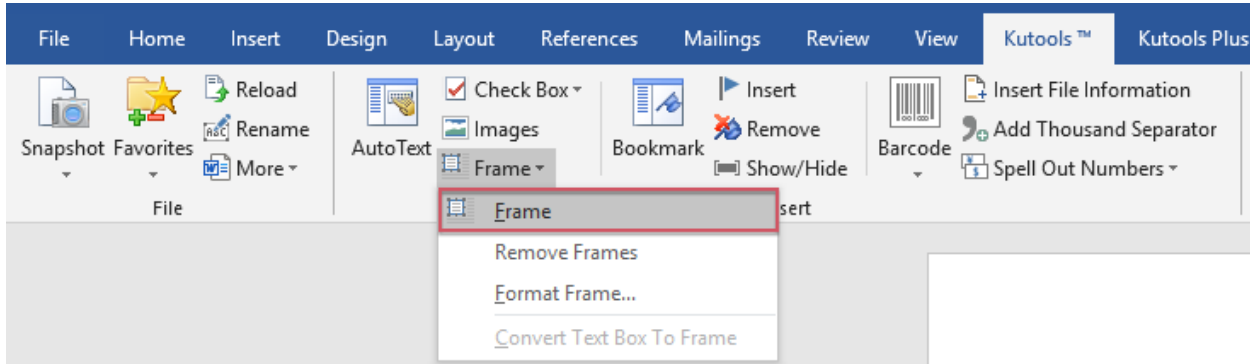 File Home Insert Design Layout References Mailings Review View Kutools ™ Kutools Plus
Reload Check Box Insert Insert File Information
Rename Images Remove Add Thousand Separator
Snapshot Favorites AutoText Bookmark Barcode
More Frame Show/Hide Spell Out Numbers
File sert
Frame
Remove Frames
Format Frame...
Convert Text Box To Frame